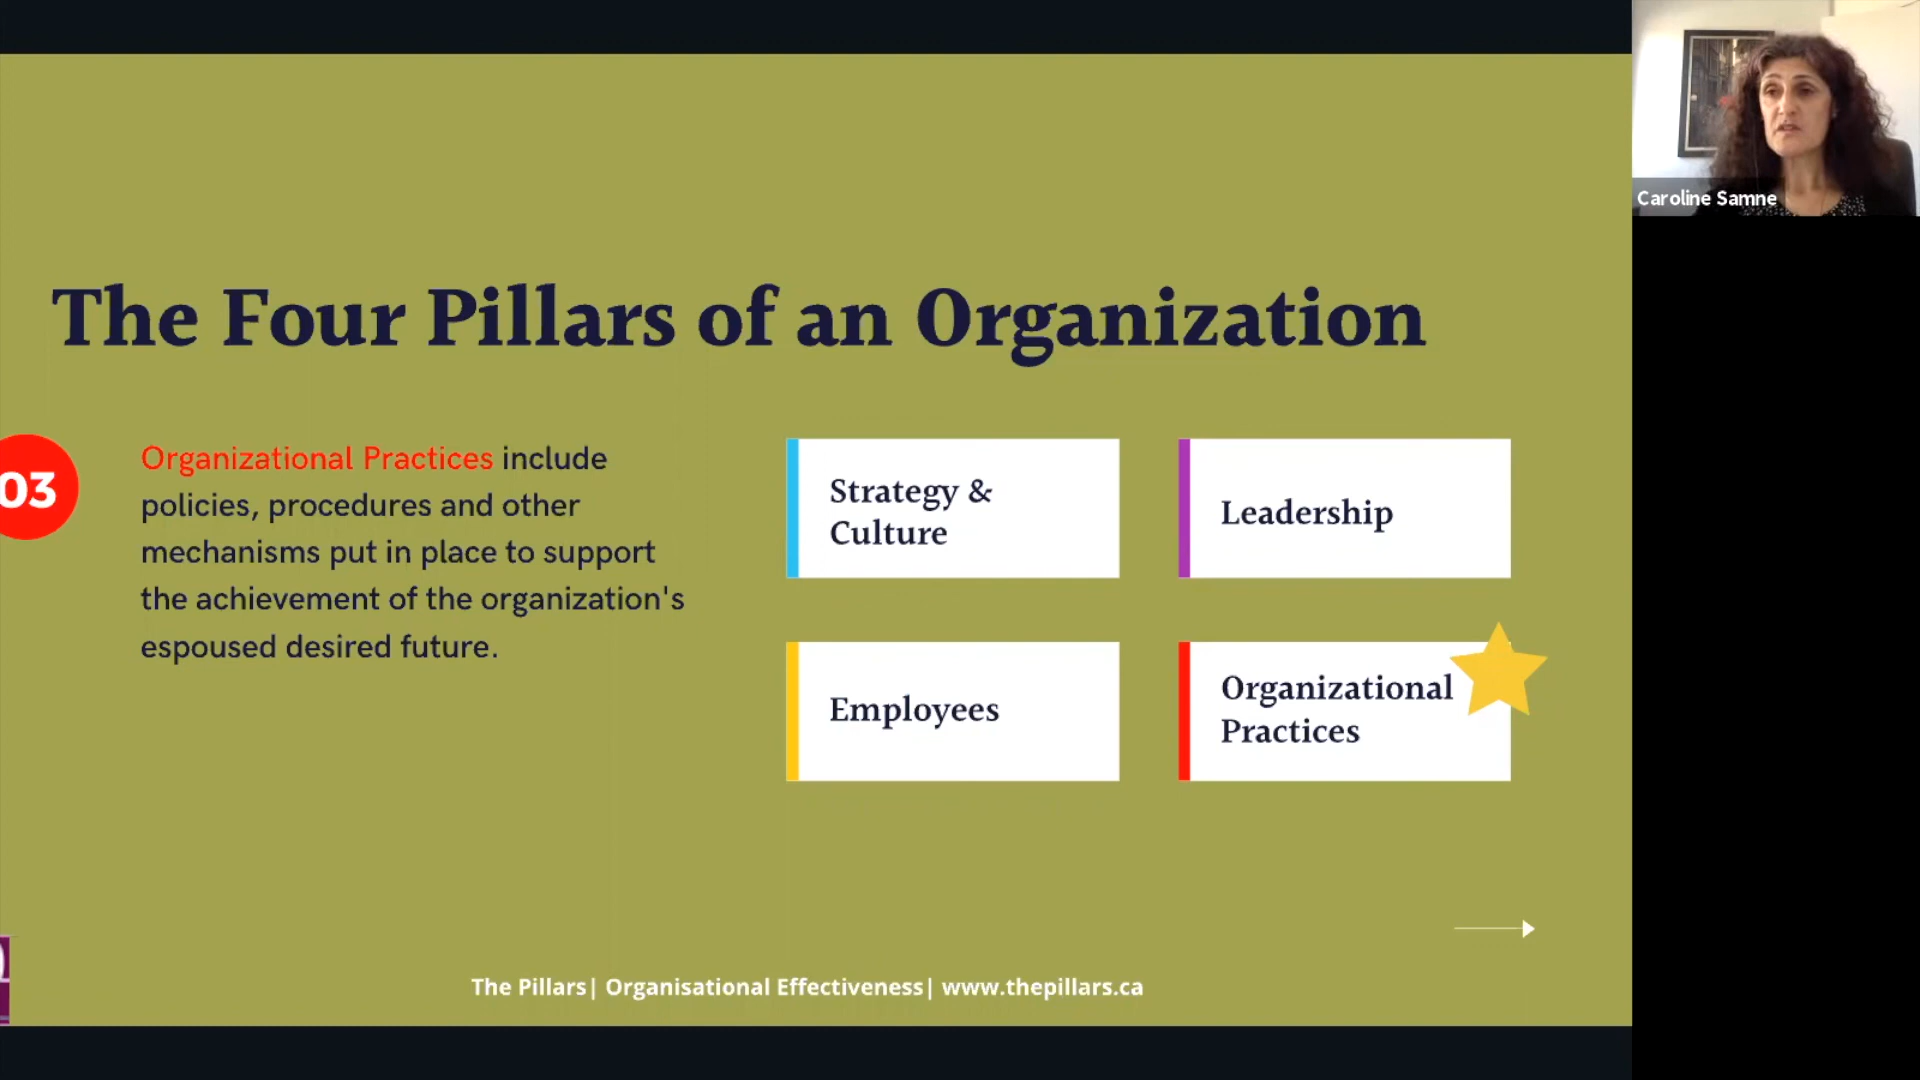 Caroline Samne
The Four Pillars of an Organization
03
Organizational Practices include
policies, procedures and other
mechanisms put in place to support
the achievement of the organization's
espoused desired future.
Strategy &
Culture
Leadership
Employees
Organizational
Practices
The Pillars| Organisational Effectiveness| www.thepillars.ca